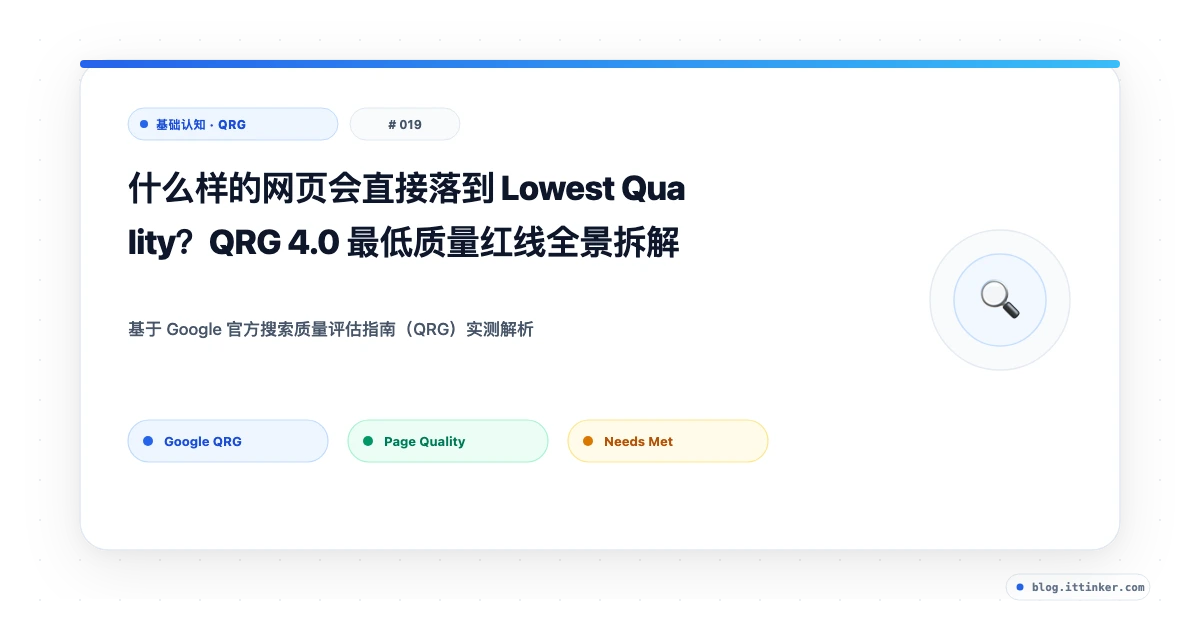 基础认知 · QRG
# 019
什么样的网页会直接落到 Lowest Qua
lity？QRG 4.0 最低质量红线全景拆解
基于 Google 官方搜索质量评估指南（QRG）实测解析
Google QRG
Page Quality
Needs Met
blog.ittinker.com